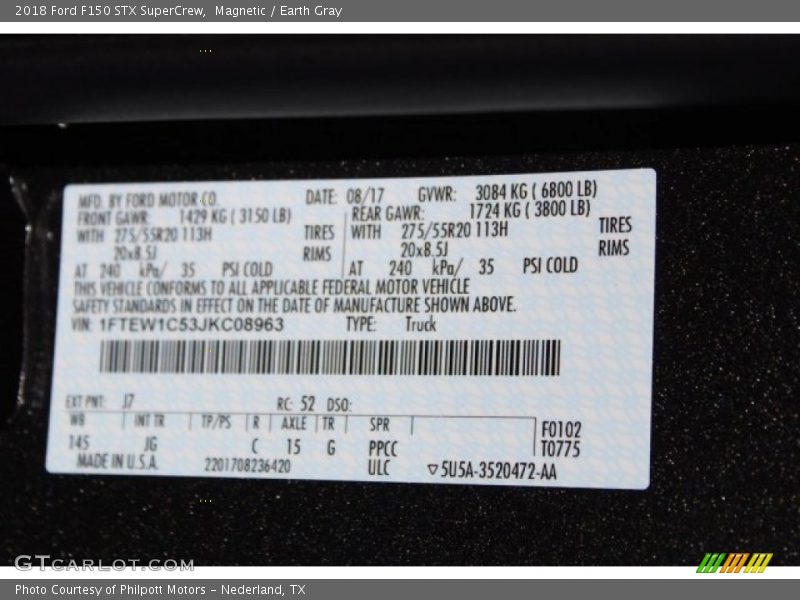 2018 Ford F150 STX SuperCrew, Magnetic / Earth Gray
MFD. BY FORD MOTOR CO. DATE: 08/17 GVWR: 3084 KG ( 6800 LB)
FRONT GAWR: 1429 KG ( 3150 LB) REAR GAWR: 1724 KG ( 3800 LB)
WITH 275/55R20 113H TIRES WITH 275/55R20 113H TIRES
20x8.5J RIMS 20x8.5J RIMS
AT 240 kPa/ 35 PSI COLD AT 240 kPa/ 35 PSI COLD
THIS VEHICLE CONFORMS TO ALL APPLICABLE FEDERAL MOTOR VEHICLE
SAFETY STANDARDS IN EFFECT ON THE DATE OF MANUFACTURE SHOWN ABOVE.
VIN: 1FTEW1C53JKC08963 TYPE: Truck
EXT PNT: J7 RC: 52 DSO:
WB INT TR TP/PS R AXLE TR SPR F0102
145 JG C 15 G PPCC T0775
MADE IN U.S.A. 2201708236420 ULC ▽5U5A-3520472-AA
GTCARLOT.COM
Photo Courtesy of Philpott Motors - Nederland, TX